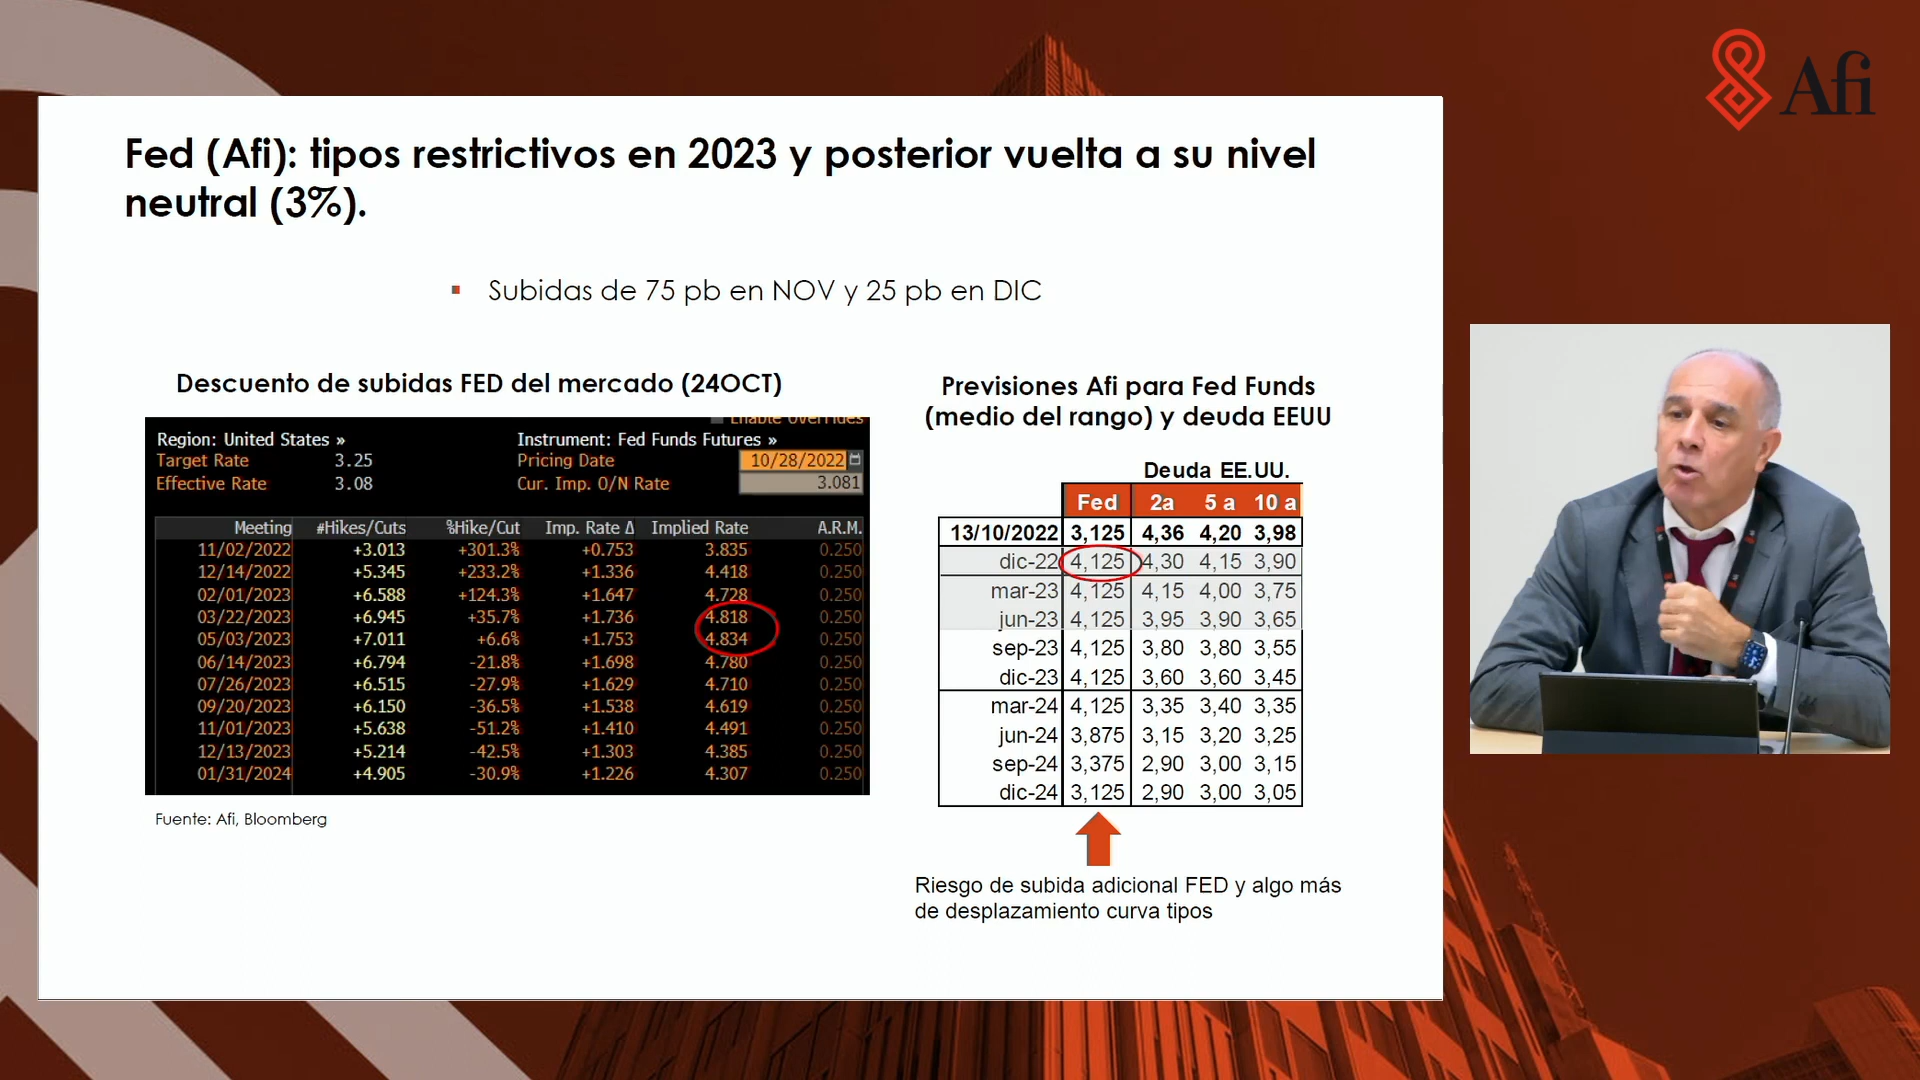 Afi
Fed (Afi): tipos restrictivos en 2023 y posterior vuelta a su nivel
neutral (3%).
▪ Subidas de 75 pb en NOV y 25 pb en DIC
Descuento de subidas FED del mercado (24OCT)
Enable Overrides
Region: United States » Instrument: Fed Funds Futures »
Target Rate 3.25 Pricing Date 10/28/2022
Effective Rate 3.08 Cur. Imp. O/N Rate 3.081
Meeting #Hikes/Cuts %Hike/Cut Imp. Rate Δ Implied Rate A.R.M.
11/02/2022 +3.013 +301.3% +0.753 3.835 0.250
12/14/2022 +5.345 +233.2% +1.336 4.418 0.250
02/01/2023 +6.588 +124.3% +1.647 4.728 0.250
03/22/2023 +6.945 +35.7% +1.736 4.818 0.250
05/03/2023 +7.011 +6.6% +1.753 4.834 0.250
06/14/2023 +6.794 -21.8% +1.698 4.780 0.250
07/26/2023 +6.515 -27.9% +1.629 4.710 0.250
09/20/2023 +6.150 -36.5% +1.538 4.619 0.250
11/01/2023 +5.638 -51.2% +1.410 4.491 0.250
12/13/2023 +5.214 -42.5% +1.303 4.385 0.250
01/31/2024 +4.905 -30.9% +1.226 4.307 0.250
Fuente: Afi, Bloomberg
Previsiones Afi para Fed Funds
(medio del rango) y deuda EEUU
Deuda EE.UU.
Fed 2a 5 a 10 a
13/10/2022 3,125 4,36 4,20 3,98
dic-22 4,125 4,30 4,15 3,90
mar-23 4,125 4,15 4,00 3,75
jun-23 4,125 3,95 3,90 3,65
sep-23 4,125 3,80 3,80 3,55
dic-23 4,125 3,60 3,60 3,45
mar-24 4,125 3,35 3,40 3,35
jun-24 3,875 3,15 3,20 3,25
sep-24 3,375 2,90 3,00 3,15
dic-24 3,125 2,90 3,00 3,05
Riesgo de subida adicional FED y algo más
de desplazamiento curva tipos